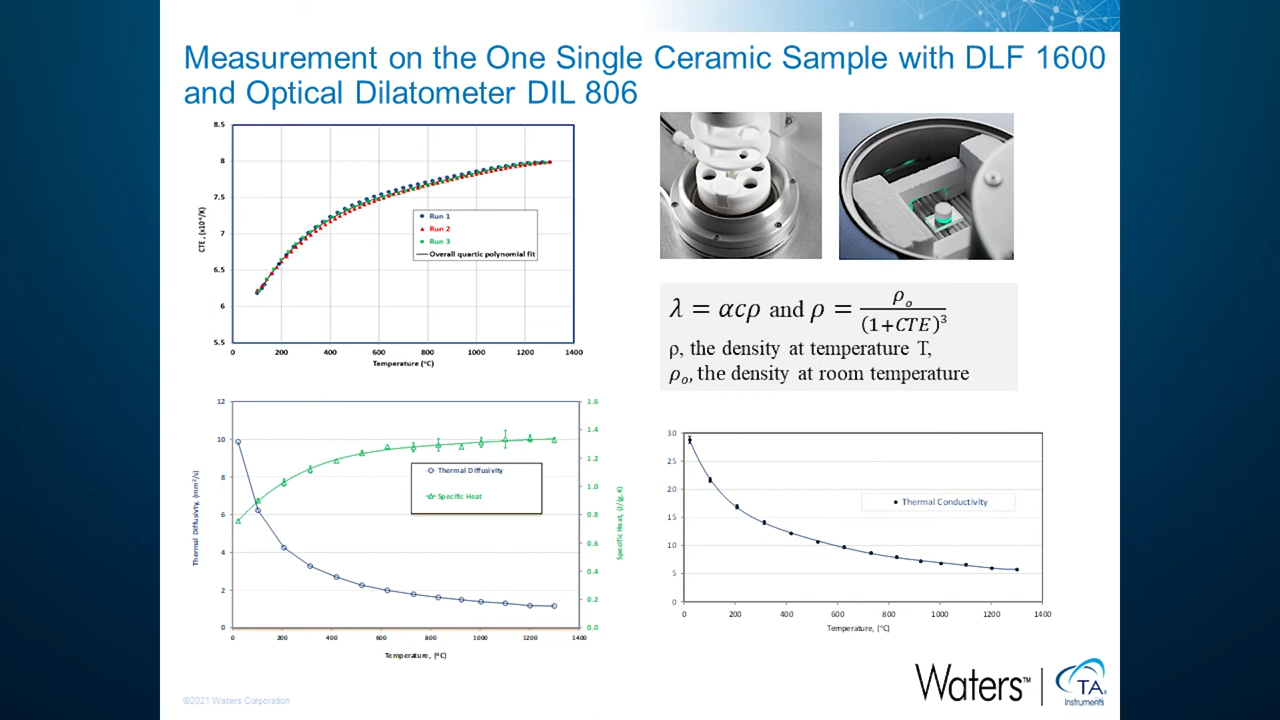 Measurement on the One Single Ceramic Sample with DLF 1600
and Optical Dilatometer DIL 806
8.5
8
7.5
7
6.5
6
5.5
CTE, (x10⁻⁶/K)
Run 1
Run 2
Run 3
Overall quartic polynomial fit
0 200 400 600 800 1000 1200 1400
Temperature (°C)
λ = αcρ and ρ = ρₒ/(1+CTE)³
ρ, the density at temperature T,
ρₒ, the density at room temperature
12
10
8
6
4
2
0
Thermal Diffusivity, (mm²/s)
Thermal Diffusivity
Specific Heat
1.6
1.4
1.2
1.0
0.8
0.6
0.4
0.2
0.0
Specific Heat, (J/(g.K)
0 200 400 600 800 1000 1200 1400
Temperature, (°C)
30
25
20
15
10
5
0
Thermal Conductivity
0 200 400 600 800 1000 1200 1400
Temperature, (°C)
©2021 Waters Corporation
Waters™
TA
Instruments